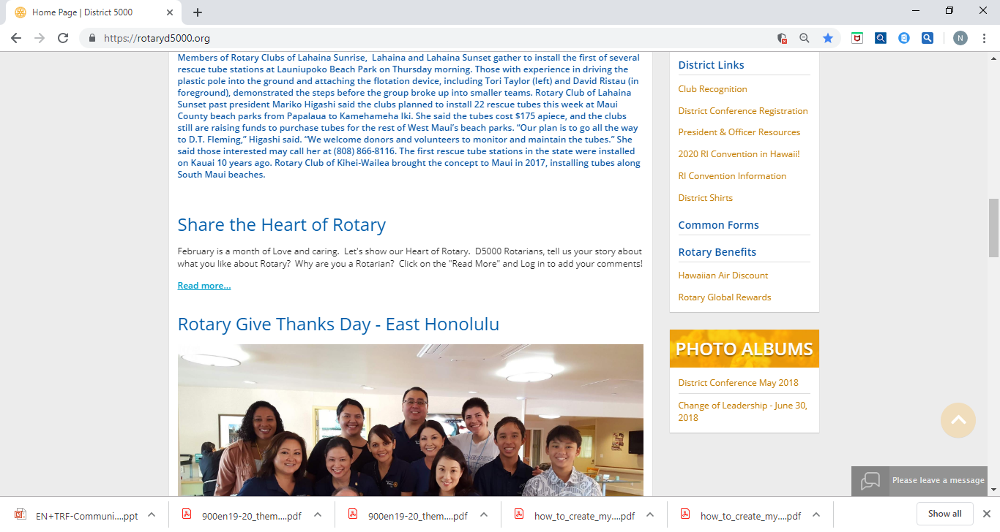 Home Page | District 5000
https://rotaryd5000.org
N
Members of Rotary Clubs of Lahaina Sunrise,  Lahaina and Lahaina Sunset gather to install the first of several
rescue tube stations at Launiupoko Beach Park on Thursday morning. Those with experience in driving the
plastic pole into the ground and attaching the flotation device, including Tori Taylor (left) and David Ristau (in
foreground), demonstrated the steps before the group broke up into smaller teams. Rotary Club of Lahaina
Sunset past president Mariko Higashi said the clubs planned to install 22 rescue tubes this week at Maui
County beach parks from Papalaua to Kamehameha Iki. She said the tubes cost $175 apiece, and the clubs
still are raising funds to purchase tubes for the rest of West Maui’s beach parks. “Our plan is to go all the way
to D.T. Fleming,” Higashi said. “We welcome donors and volunteers to monitor and maintain the tubes.” She
said those interested may call her at (808) 866-8116. The first rescue tube stations in the state were installed
on Kauai 10 years ago. Rotary Club of Kihei-Wailea brought the concept to Maui in 2017, installing tubes along
South Maui beaches.
Share the Heart of Rotary
February is a month of Love and caring.  Let's show our Heart of Rotary.  D5000 Rotarians, tell us your story about
what you like about Rotary?  Why are you a Rotarian?  Click on the "Read More" and Log in to add your comments!
Read more...
Rotary Give Thanks Day - East Honolulu
District Links
Club Recognition
District Conference Registration
President & Officer Resources
2020 RI Convention in Hawaii!
RI Convention Information
District Shirts
Common Forms
Rotary Benefits
Hawaiian Air Discount
Rotary Global Rewards
PHOTO ALBUMS
District Conference May 2018
Change of Leadership - June 30,
2018
Please leave a message
EN+TRF-Communi....ppt
900en19-20_them....pdf
900en19-20_them....pdf
how_to_create_my....pdf
how_to_create_my....pdf
Show all